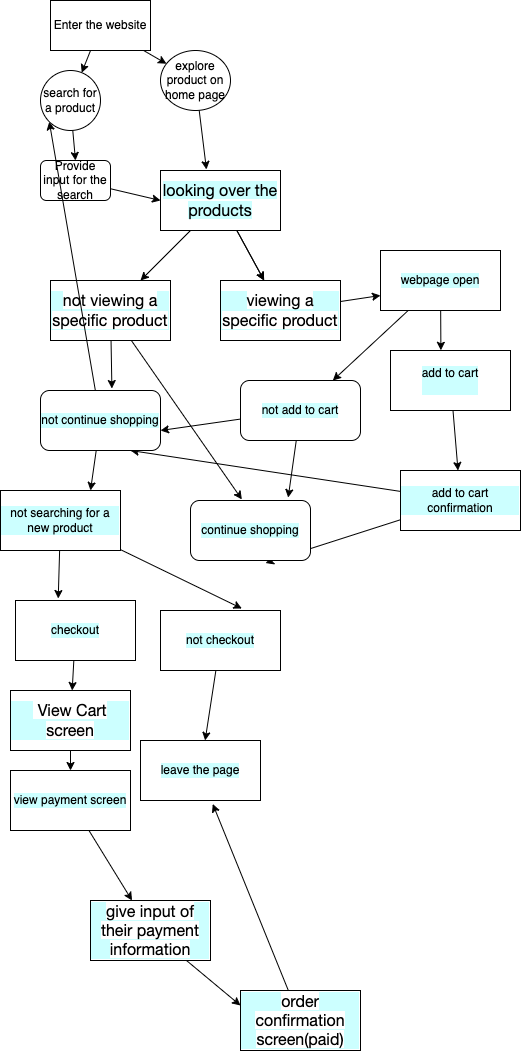 Enter the website
explore
product on
home page
search for
a product
Provide
input for the
search
looking over the
products
not viewing a
specific product
viewing a
specific product
webpage open
add to cart
not continue shopping
not add to cart
add to cart
confirmation
not searching for a
new product
continue shopping
checkout
not checkout
View Cart
screen
view payment screen
leave the page
give input of
their payment
information
order
confirmation
screen(paid)